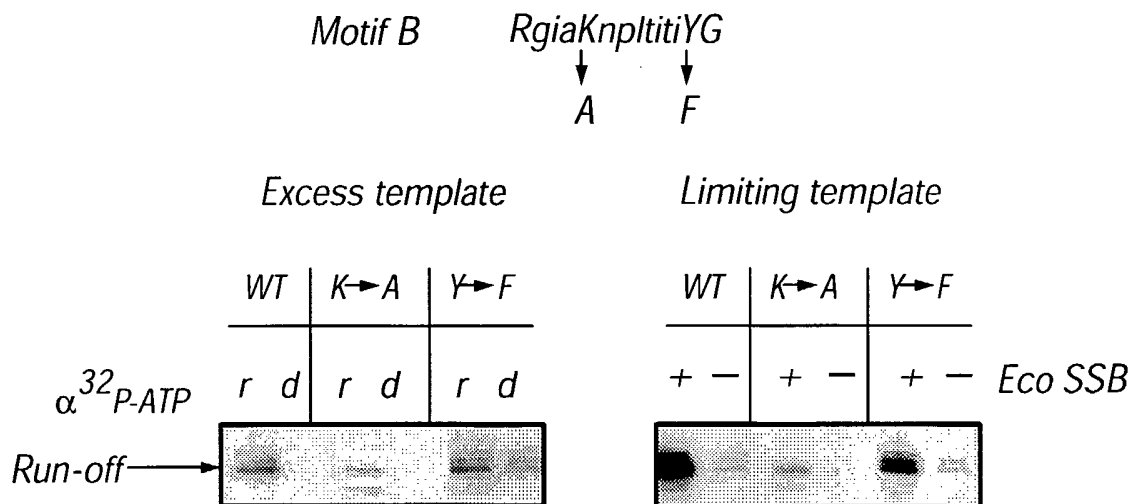 Motif B RgiaKnpltitiYG
A F
Excess template Limiting template
WT K→A Y→F WT K→A Y→F
α32P-ATP r d r d r d + − + − + − Eco SSB
Run-off